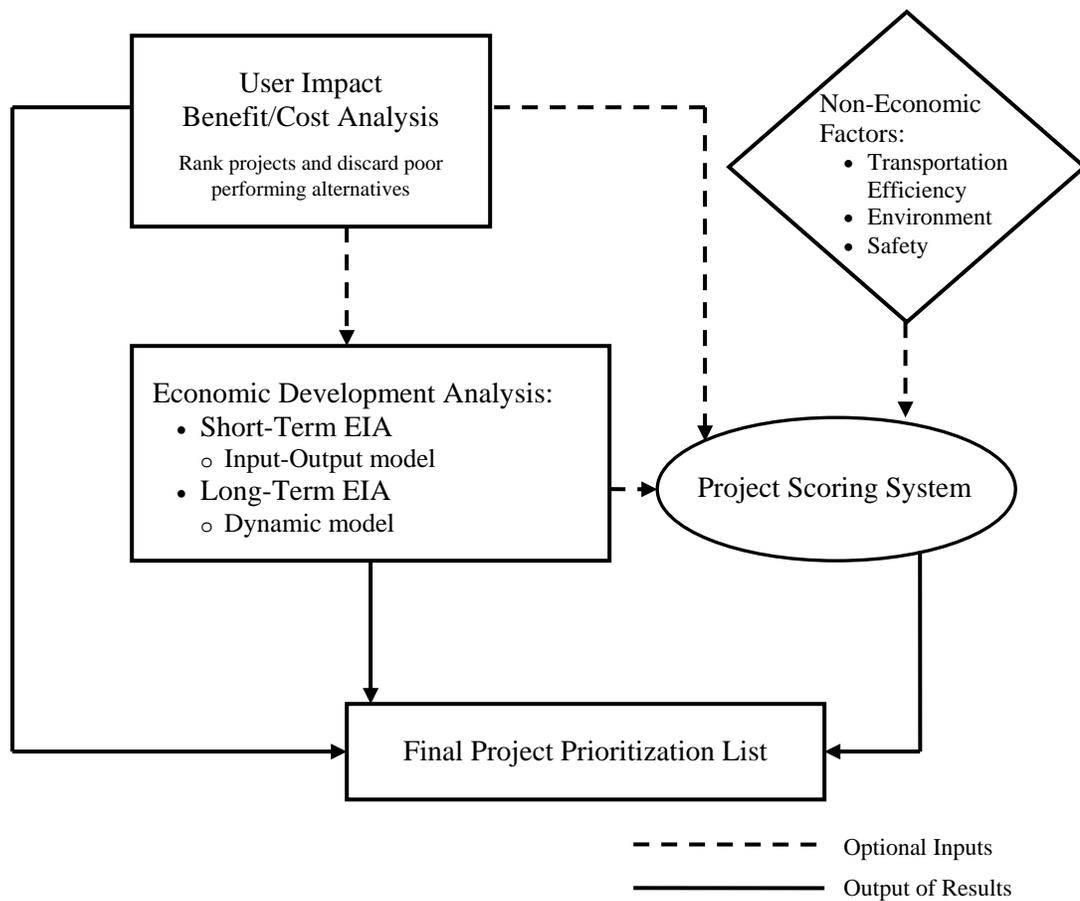 User Impact
Benefit/Cost Analysis
Rank projects and discard poor
performing alternatives
Non-Economic
Factors:
• Transportation
Efficiency
• Environment
• Safety
Economic Development Analysis:
• Short-Term EIA
o Input-Output model
• Long-Term EIA
o Dynamic model
Project Scoring System
Final Project Prioritization List
Optional Inputs
Output of Results